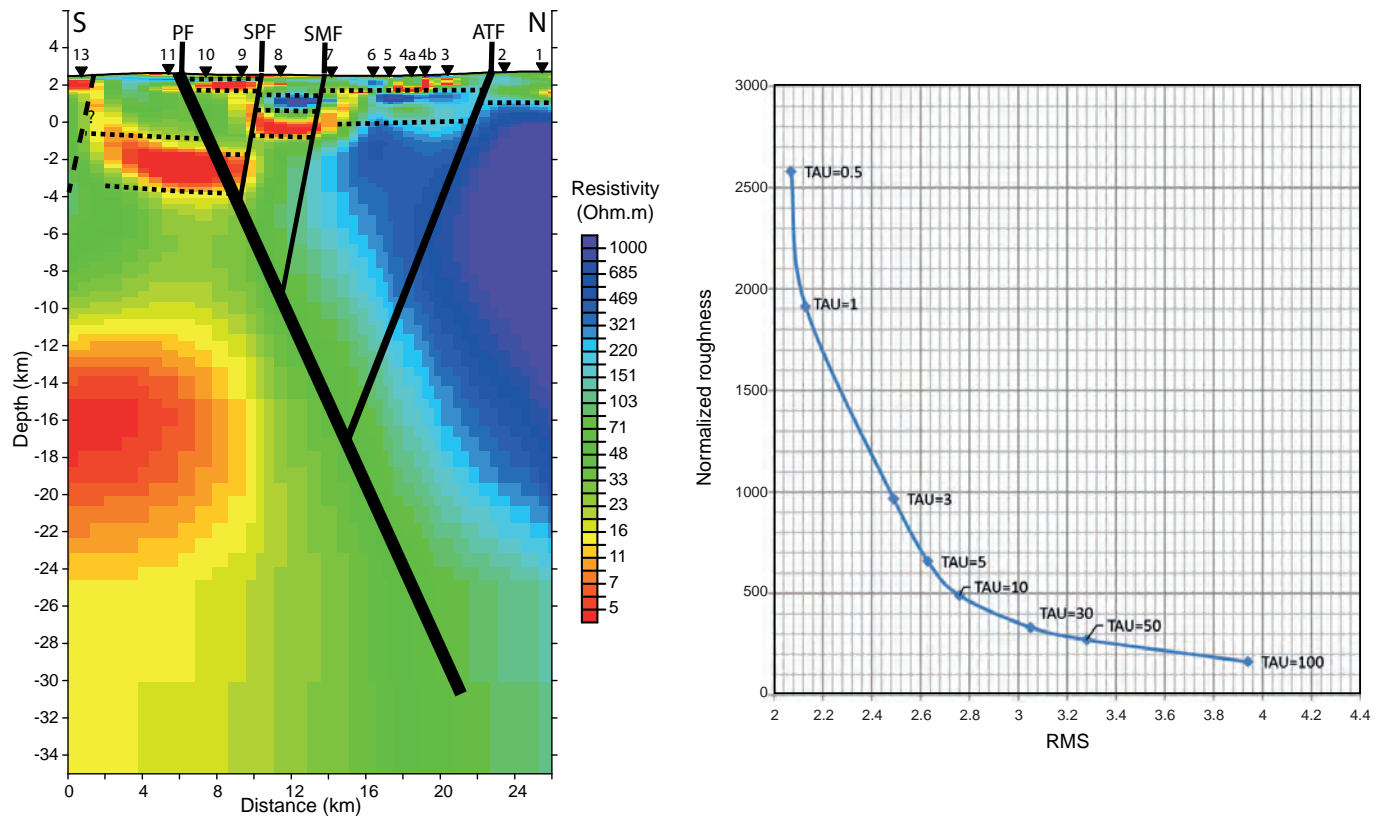 S N
PF SPF SMF ATF
13 11 10 9 8 7 6 5 4a 4b 3 2 1
?
4
2
0
-2
-4
-6
-8
-10
-12
-14
-16
-18
-20
-22
-24
-26
-28
-30
-32
-34
Depth (km)
0 4 8 12 16 20 24
Distance (km)
Resistivity
(Ohm.m)
1000
685
469
321
220
151
103
71
48
33
23
16
11
7
5
Normalized roughness
3000
2500
2000
1500
1000
500
0
TAU=0.5
TAU=1
TAU=3
TAU=5
TAU=10
TAU=30
TAU=50
TAU=100
2 2.2 2.4 2.6 2.8 3 3.2 3.4 3.6 3.8 4 4.2 4.4
RMS